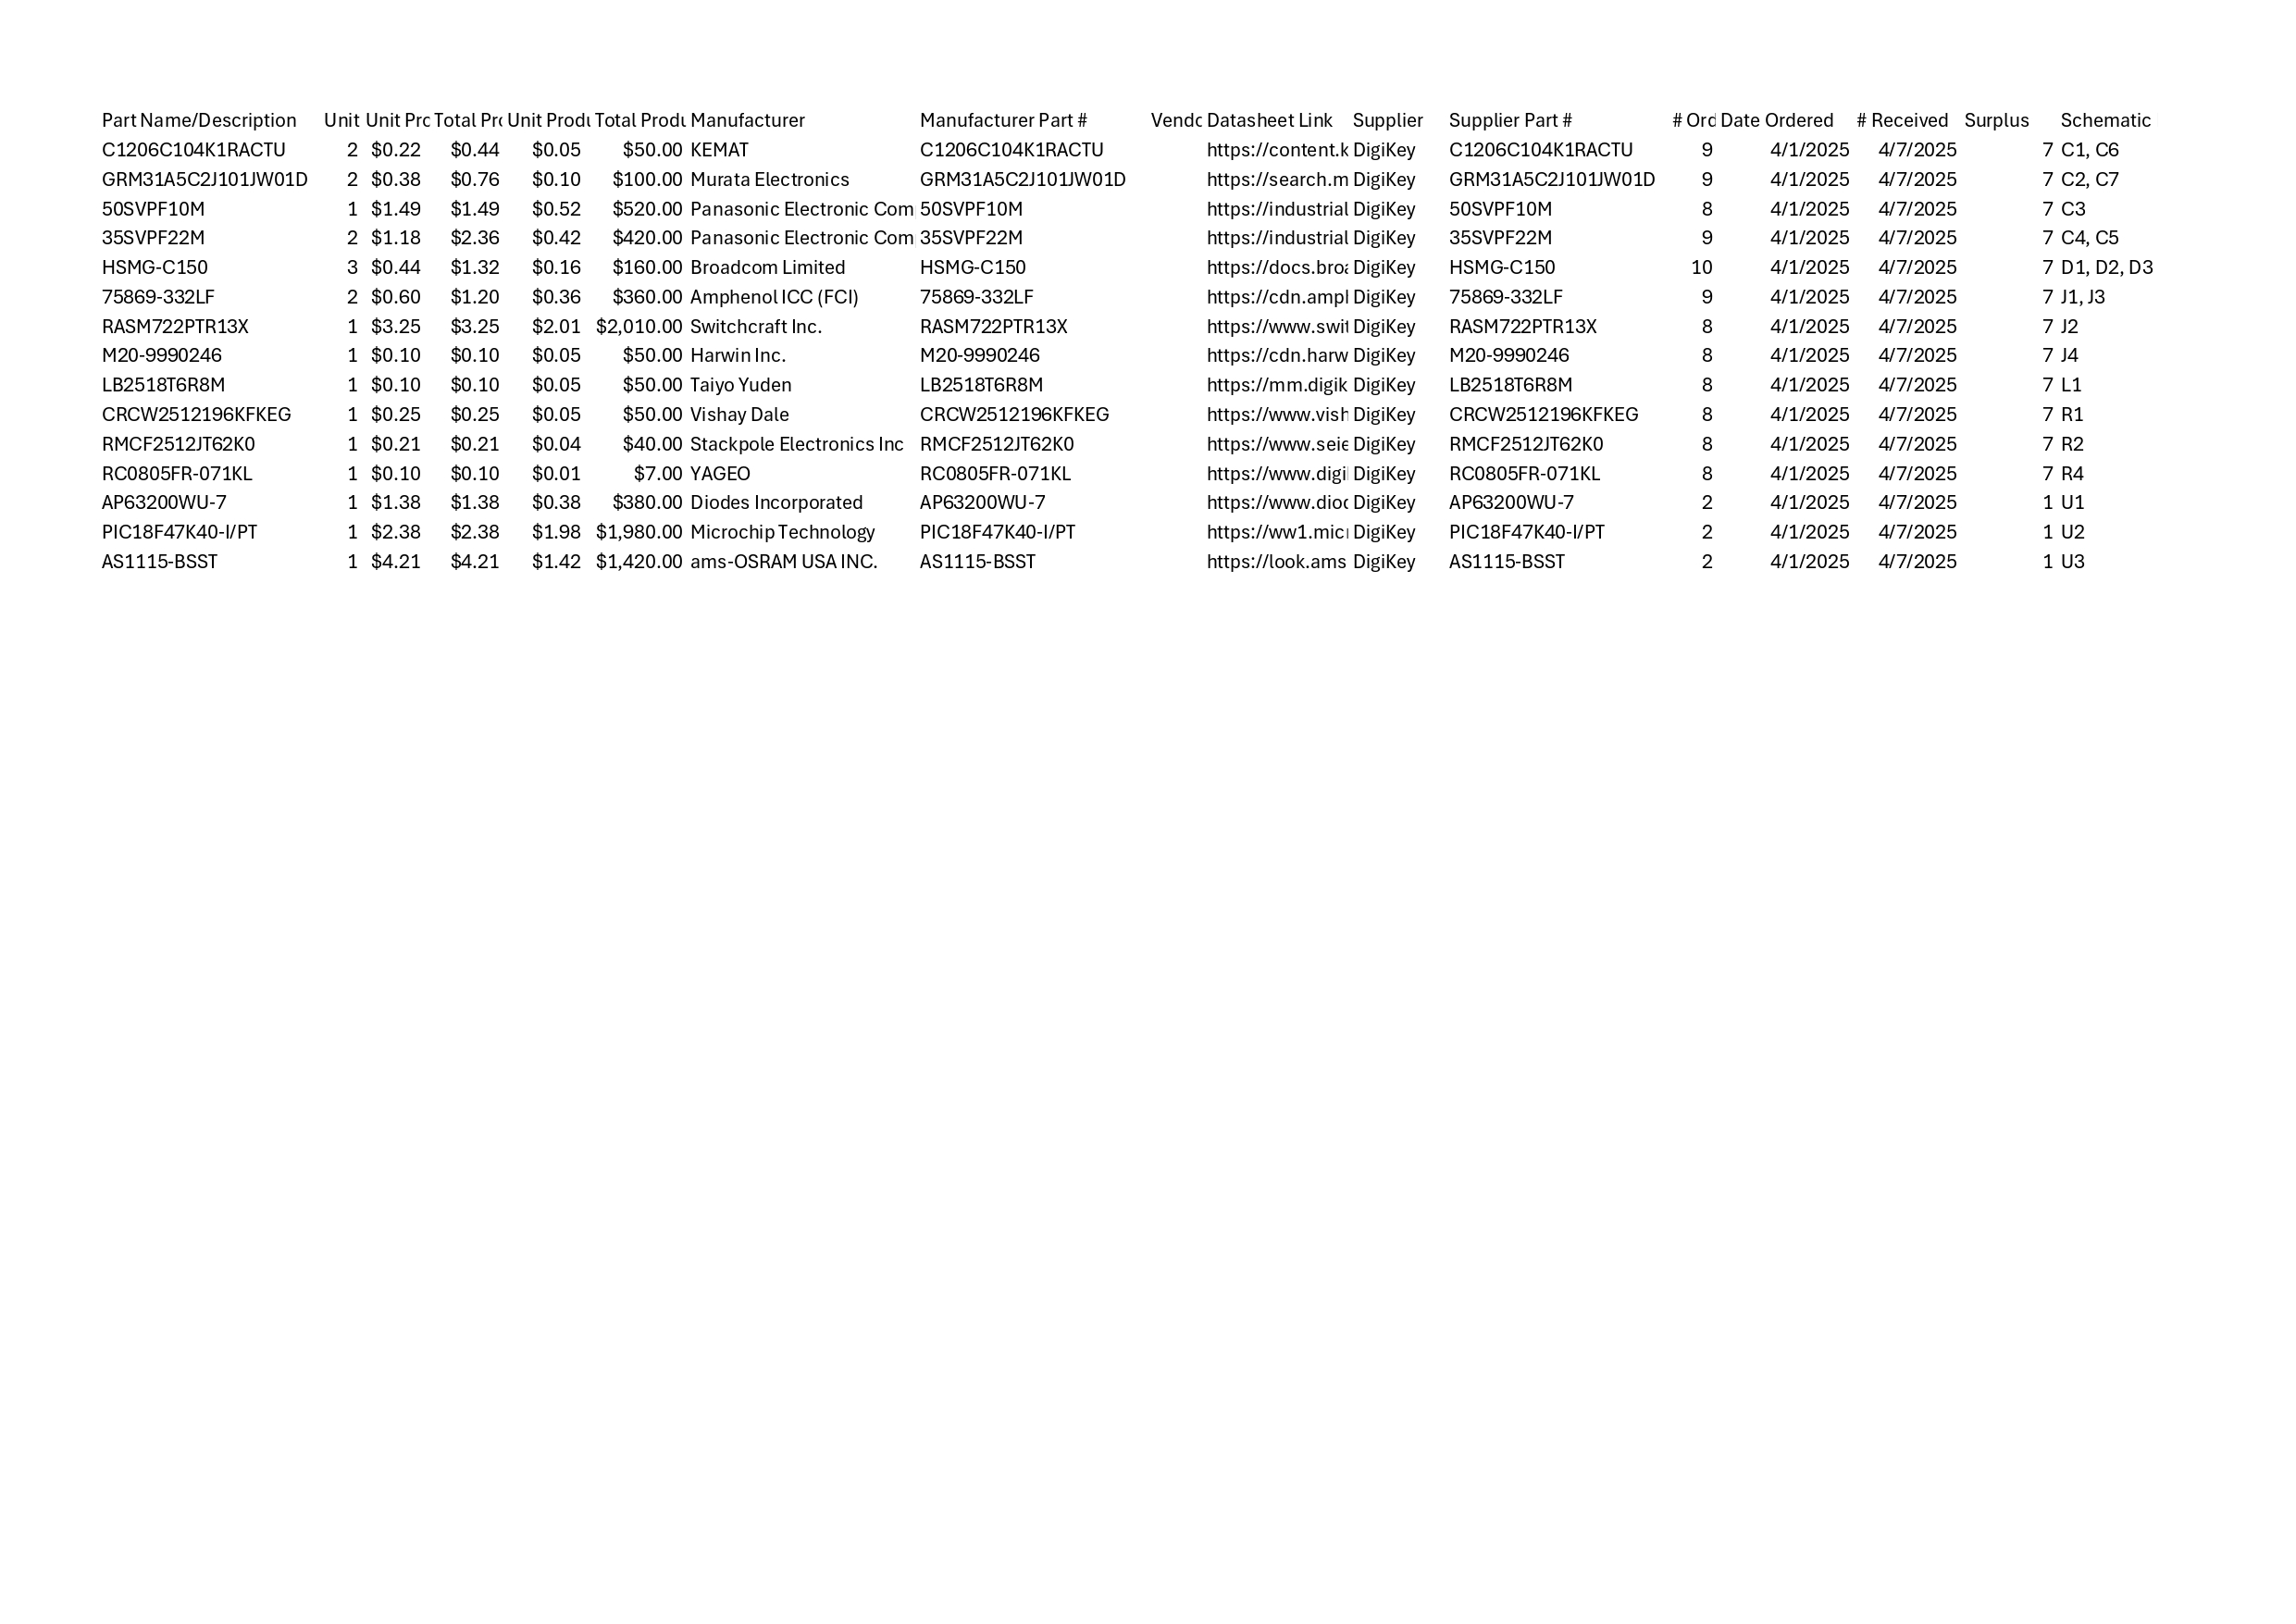 Part Name/Description Unit Unit Pro Total Pro Unit Produ Total Produ Manufacturer Manufacturer Part # Vendo Datasheet Link Supplier Supplier Part # # Ord Date Ordered # Received Surplus Schematic
C1206C104K1RACTU 2 $0.22 $0.44 $0.05 $50.00 KEMAT C1206C104K1RACTU https://content.k DigiKey C1206C104K1RACTU 9 4/1/2025 4/7/2025 7 C1, C6
GRM31A5C2J101JW01D 2 $0.38 $0.76 $0.10 $100.00 Murata Electronics GRM31A5C2J101JW01D https://search.m DigiKey GRM31A5C2J101JW01D 9 4/1/2025 4/7/2025 7 C2, C7
50SVPF10M 1 $1.49 $1.49 $0.52 $520.00 Panasonic Electronic Com 50SVPF10M https://industrial DigiKey 50SVPF10M 8 4/1/2025 4/7/2025 7 C3
35SVPF22M 2 $1.18 $2.36 $0.42 $420.00 Panasonic Electronic Com 35SVPF22M https://industrial DigiKey 35SVPF22M 9 4/1/2025 4/7/2025 7 C4, C5
HSMG-C150 3 $0.44 $1.32 $0.16 $160.00 Broadcom Limited HSMG-C150 https://docs.broa DigiKey HSMG-C150 10 4/1/2025 4/7/2025 7 D1, D2, D3
75869-332LF 2 $0.60 $1.20 $0.36 $360.00 Amphenol ICC (FCI) 75869-332LF https://cdn.ampl DigiKey 75869-332LF 9 4/1/2025 4/7/2025 7 J1, J3
RASM722PTR13X 1 $3.25 $3.25 $2.01 $2,010.00 Switchcraft Inc. RASM722PTR13X https://www.swit DigiKey RASM722PTR13X 8 4/1/2025 4/7/2025 7 J2
M20-9990246 1 $0.10 $0.10 $0.05 $50.00 Harwin Inc. M20-9990246 https://cdn.harw DigiKey M20-9990246 8 4/1/2025 4/7/2025 7 J4
LB2518T6R8M 1 $0.10 $0.10 $0.05 $50.00 Taiyo Yuden LB2518T6R8M https://mm.digik DigiKey LB2518T6R8M 8 4/1/2025 4/7/2025 7 L1
CRCW2512196KFKEG 1 $0.25 $0.25 $0.05 $50.00 Vishay Dale CRCW2512196KFKEG https://www.vish DigiKey CRCW2512196KFKEG 8 4/1/2025 4/7/2025 7 R1
RMCF2512JT62K0 1 $0.21 $0.21 $0.04 $40.00 Stackpole Electronics Inc RMCF2512JT62K0 https://www.seie DigiKey RMCF2512JT62K0 8 4/1/2025 4/7/2025 7 R2
RC0805FR-071KL 1 $0.10 $0.10 $0.01 $7.00 YAGEO RC0805FR-071KL https://www.digi DigiKey RC0805FR-071KL 8 4/1/2025 4/7/2025 7 R4
AP63200WU-7 1 $1.38 $1.38 $0.38 $380.00 Diodes Incorporated AP63200WU-7 https://www.dioc DigiKey AP63200WU-7 2 4/1/2025 4/7/2025 1 U1
PIC18F47K40-I/PT 1 $2.38 $2.38 $1.98 $1,980.00 Microchip Technology PIC18F47K40-I/PT https://ww1.mic DigiKey PIC18F47K40-I/PT 2 4/1/2025 4/7/2025 1 U2
AS1115-BSST 1 $4.21 $4.21 $1.42 $1,420.00 ams-OSRAM USA INC. AS1115-BSST https://look.ams DigiKey AS1115-BSST 2 4/1/2025 4/7/2025 1 U3